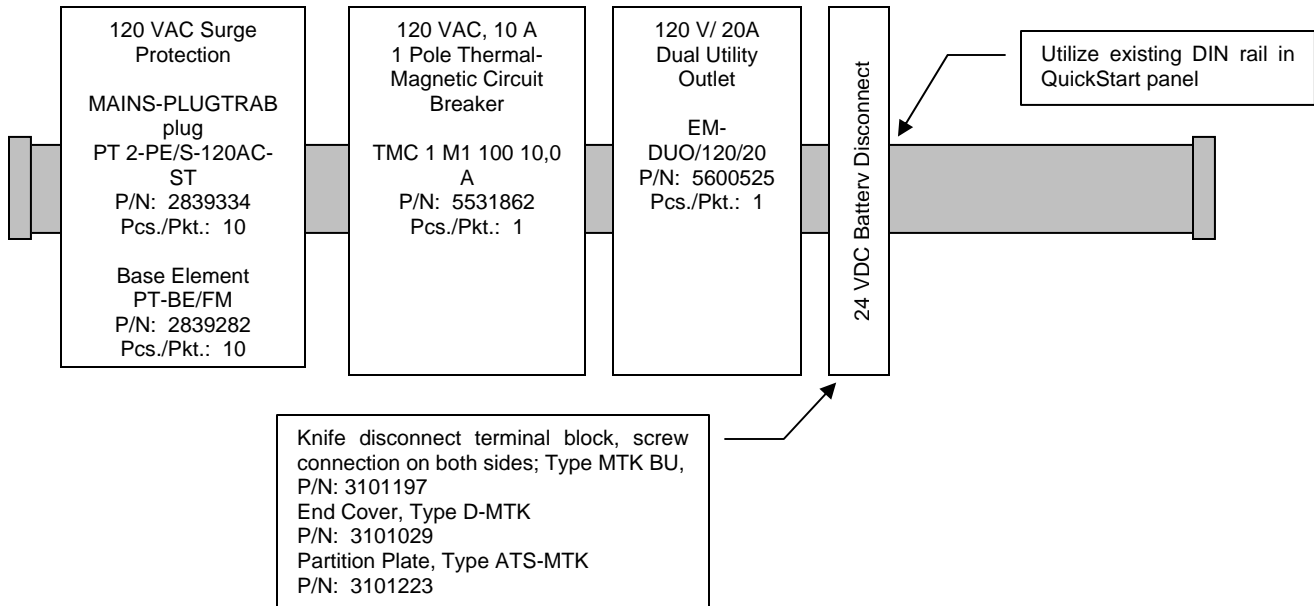 120 VAC Surge
Protection
MAINS-PLUGTRAB
plug
PT 2-PE/S-120AC-
ST
P/N: 2839334
Pcs./Pkt.: 10
Base Element
PT-BE/FM
P/N: 2839282
Pcs./Pkt.: 10
120 VAC, 10 A
1 Pole Thermal-
Magnetic Circuit
Breaker
TMC 1 M1 100 10,0
A
P/N: 5531862
Pcs./Pkt.: 1
120 V/ 20A
Dual Utility
Outlet
EM-
DUO/120/20
P/N: 5600525
Pcs./Pkt.: 1
24 VDC Battery Disconnect
Utilize existing DIN rail in
QuickStart panel
Knife disconnect terminal block, screw
connection on both sides; Type MTK BU,
P/N: 3101197
End Cover, Type D-MTK
P/N: 3101029
Partition Plate, Type ATS-MTK
P/N: 3101223